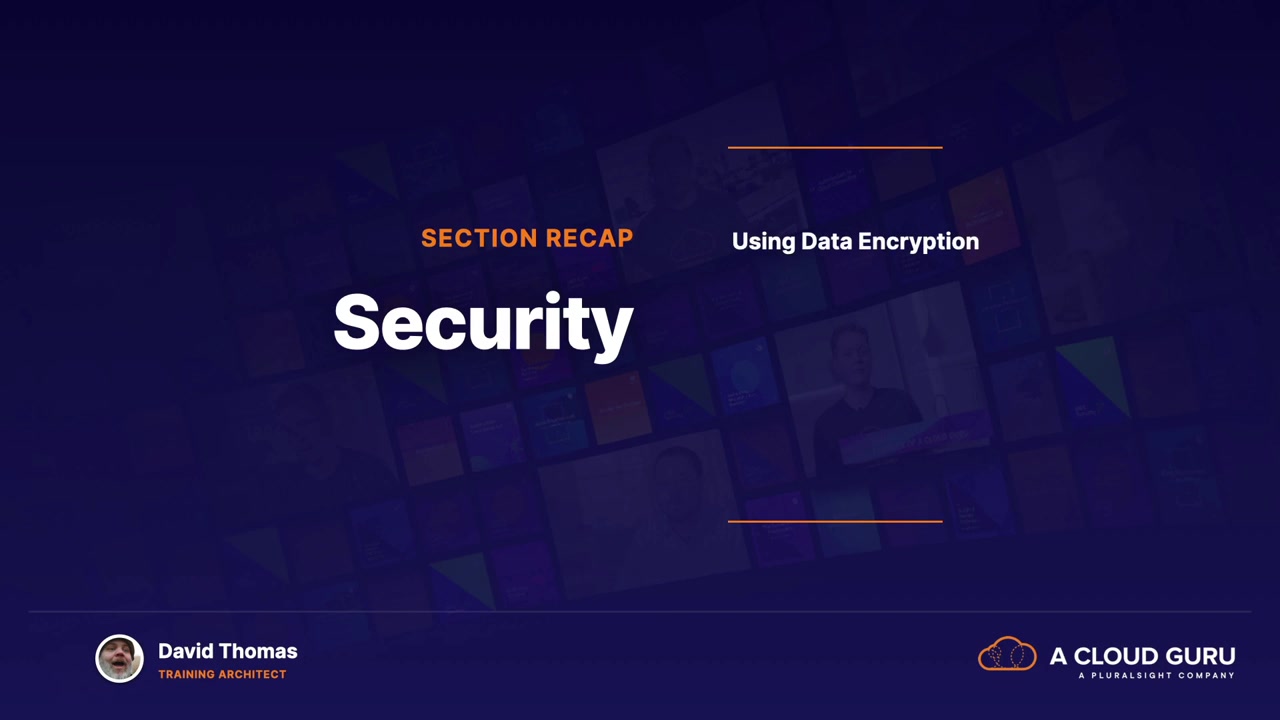 SECTION RECAP
Security
Using Data Encryption
David Thomas
TRAINING ARCHITECT
A CLOUD GURU
A PLURALSIGHT COMPANY